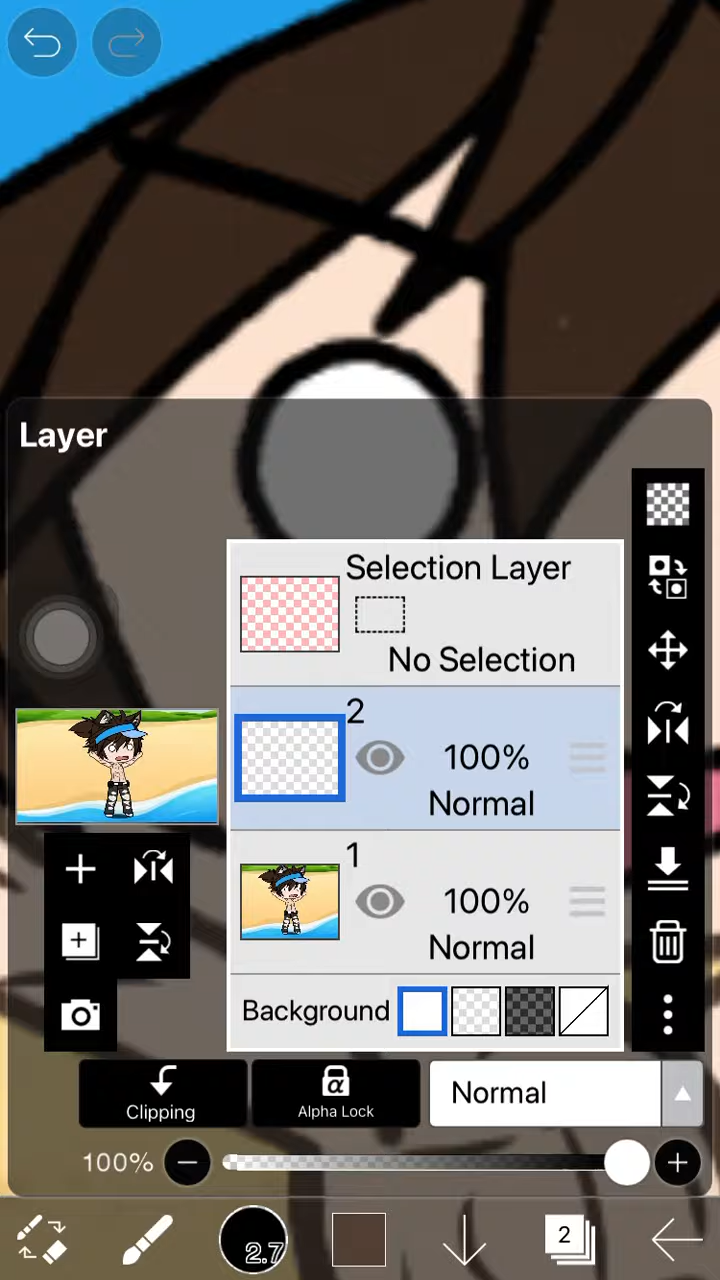 Layer
Selection Layer
No Selection
2
100%
Normal
1
100%
Normal
Background
Clipping
α
Alpha Lock
Normal
100%
2.7
2